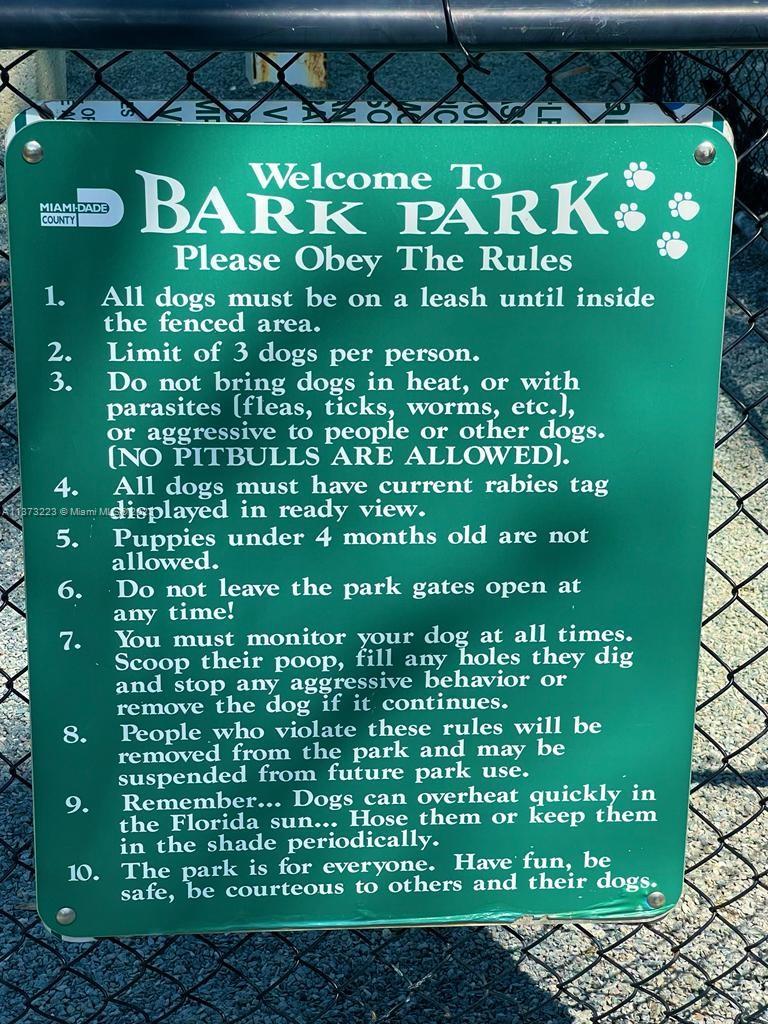 Welcome To
MIAMI-DADE
COUNTY
BARK PARK
Please Obey The Rules
1. All dogs must be on a leash until inside
the fenced area.
2. Limit of 3 dogs per person.
3. Do not bring dogs in heat, or with
parasites (fleas, ticks, worms, etc.),
or aggressive to people or other dogs.
(NO PITBULLS ARE ALLOWED).
4. All dogs must have current rabies tag
displayed in ready view.
A11373223 © Miami MLS
5. Puppies under 4 months old are not
allowed.
6. Do not leave the park gates open at
any time!
7. You must monitor your dog at all times.
Scoop their poop, fill any holes they dig
and stop any aggressive behavior or
remove the dog if it continues.
8. People who violate these rules will be
removed from the park and may be
suspended from future park use.
9. Remember... Dogs can overheat quickly in
the Florida sun... Hose them or keep them
in the shade periodically.
10. The park is for everyone. Have fun, be
safe, be courteous to others and their dogs.